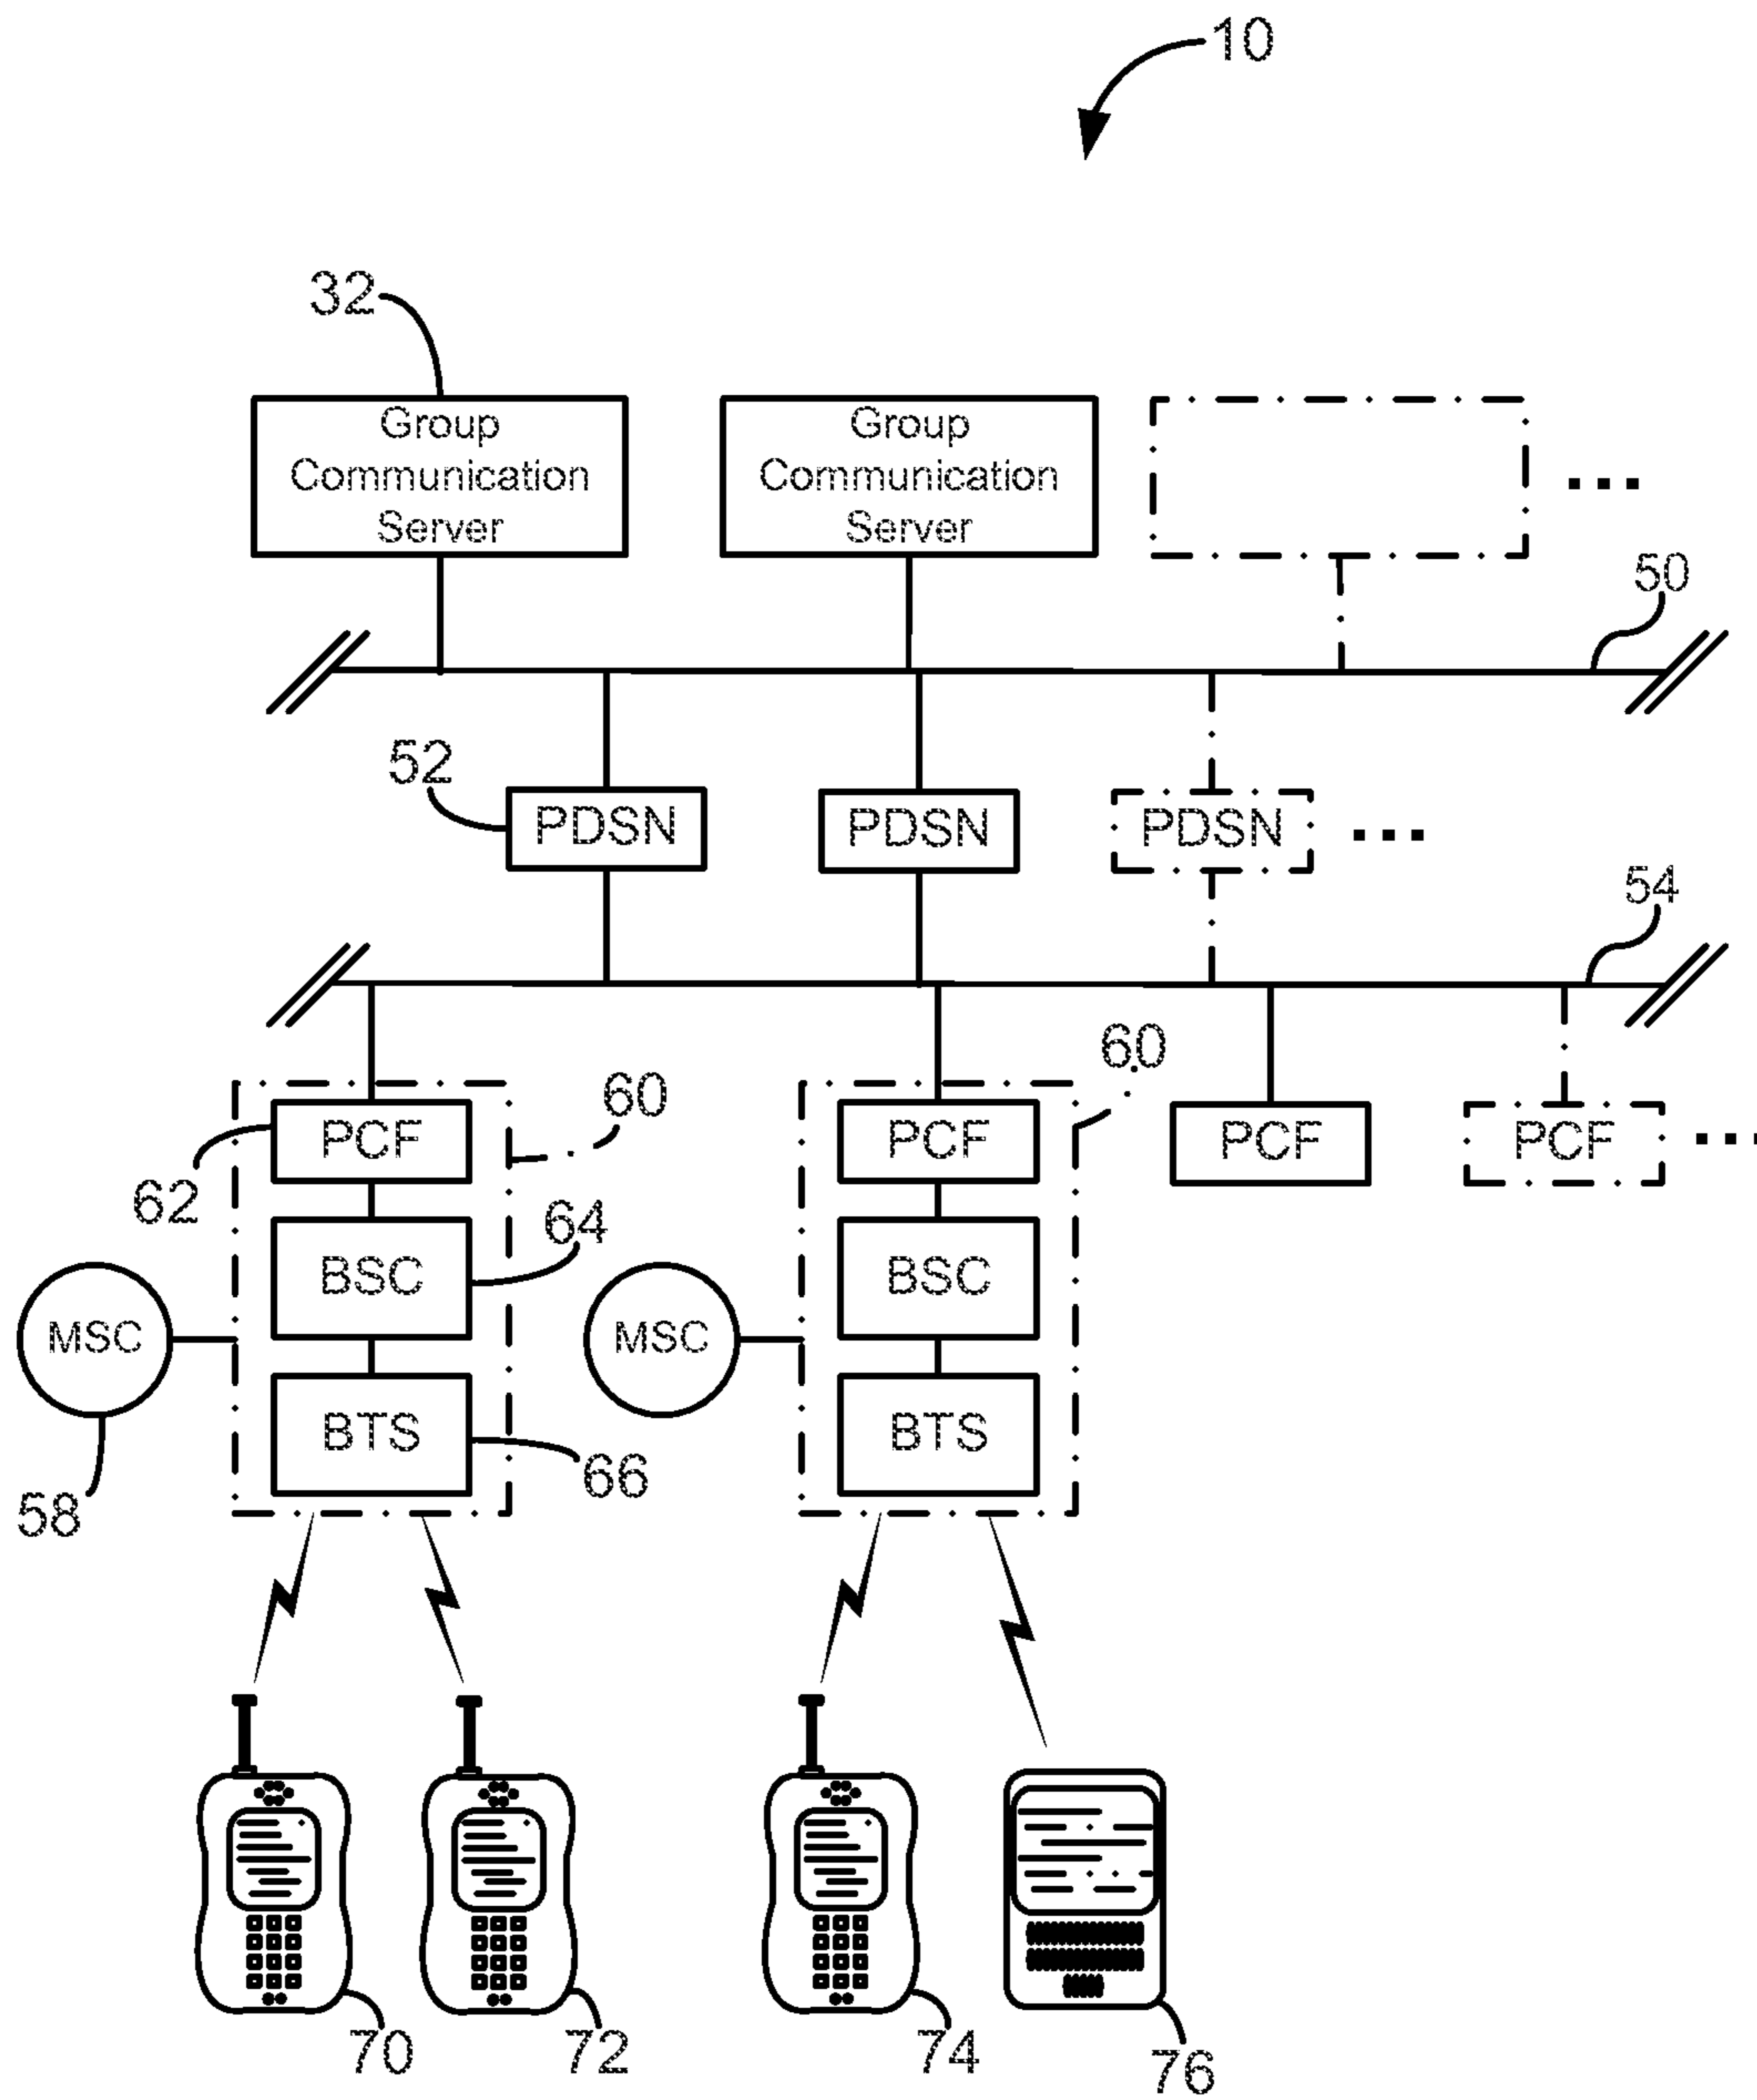 10
32
Group
Communication
Server
Group
Communication
Server
...
50
52
PDSN
PDSN
PDSN
...
54
60
60
PCF
PCF
PCF
PCF
...
62
64
BSC
BSC
MSC
MSC
BTS
BTS
66
58
70
72
74
76